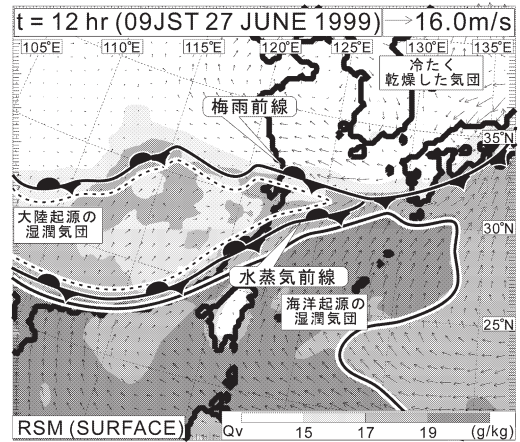 t = 12 hr (09JST 27 JUNE 1999)
16.0m/s
105°E 110°E 115°E 120°E 125°E 130°E 135°E
冷たく
乾燥した気団
梅雨前線
35°N
大陸起源の
湿潤気団
30°N
水蒸気前線
海洋起源の
湿潤気団
25°N
RSM (SURFACE)
Qv 15 17 19 (g/kg)